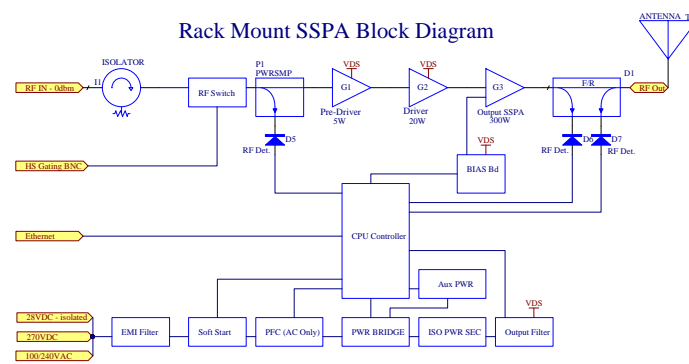 Rack Mount SSPA Block Diagram
ANTENNA
ISOLATOR
I1
RF IN - 0dbm
RF Switch
P1
PWRSMP
VDS
G1
Pre-Driver
5W
VDS
G2
Driver
20W
G3
Output SSPA
300W
D1
F/R
RF Out
D5
RF Det.
D6
RF Det.
D7
RF Det.
HS Gating BNC
VDS
BIAS Bd
Ethernet
CPU Controller
Aux PWR
28VDC - isolated
270VDC
100/240VAC
EMI Filter
Soft Start
PFC (AC Only)
PWR BRIDGE
ISO PWR SEC
VDS
Output Filter